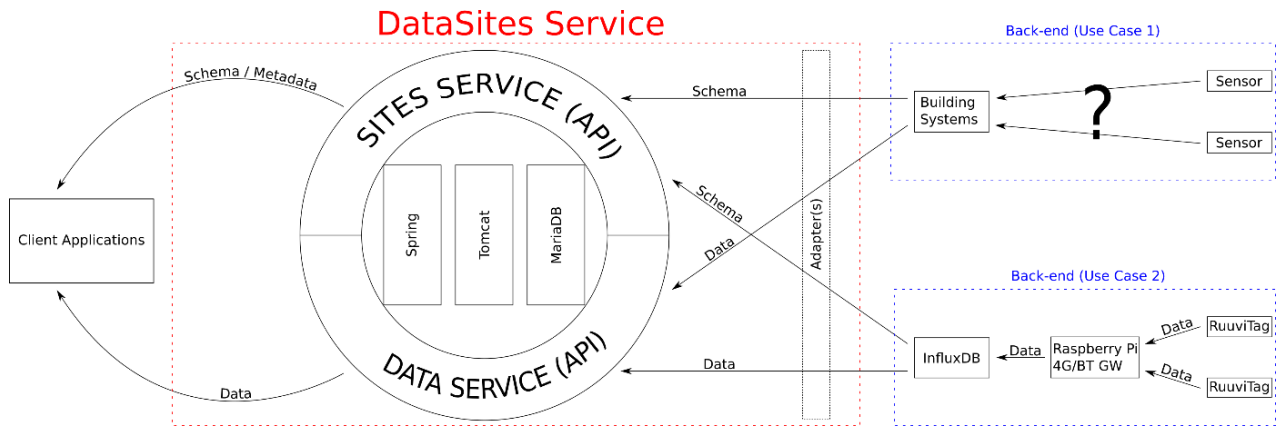 DataSites Service
Back-end (Use Case 1)
Schema / Metadata
SITES SERVICE (API)
Schema
Building
Systems
?
Sensor
Sensor
Client Applications
Spring
Tomcat
MariaDB
Schema
Data
Adapter(s)
Back-end (Use Case 2)
DATA SERVICE (API)
Data
Data
InfluxDB
Data
Raspberry Pi
4G/BT GW
Data
Data
RuuviTag
RuuviTag